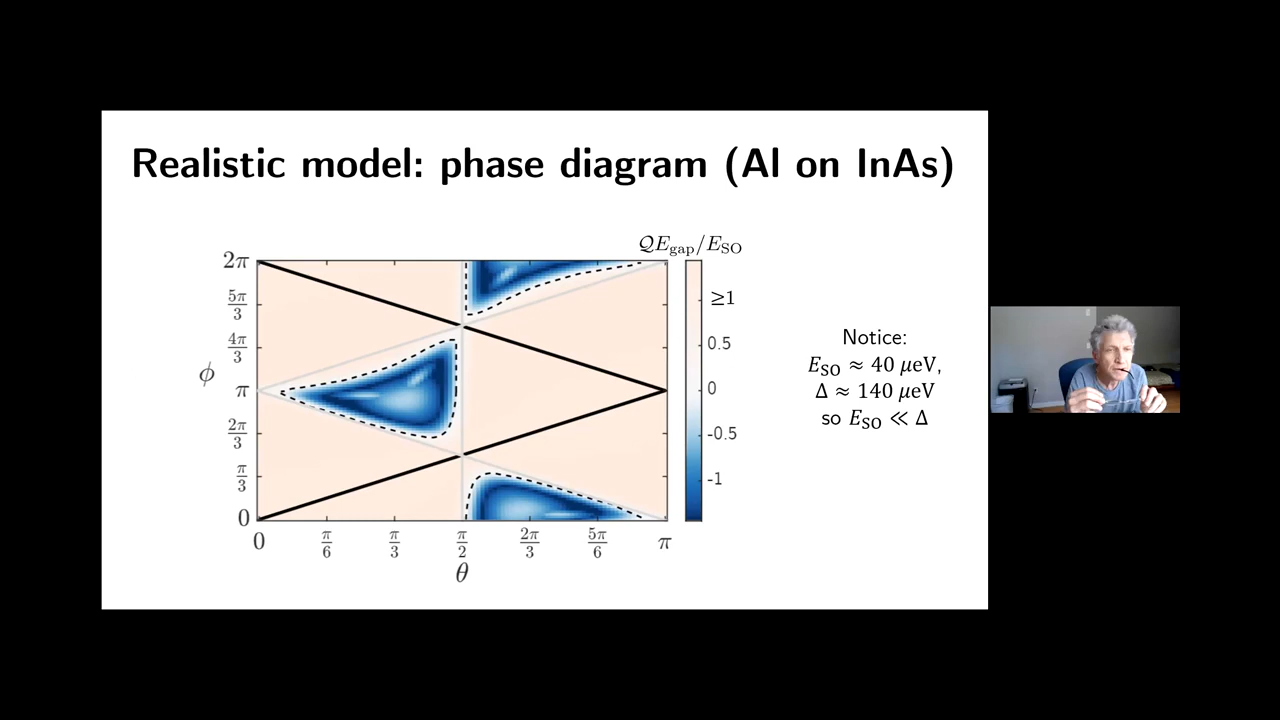 Realistic model: phase diagram (Al on InAs)
𝒬E_gap/E_SO
2π
5π/3
4π/3
π
2π/3
π/3
0
ϕ
≥1
0.5
0
-0.5
-1
0 π/6 π/3 π/2 2π/3 5π/6 π
θ
Notice:
E_SO ≈ 40 μeV,
Δ ≈ 140 μeV
so E_SO ≪ Δ